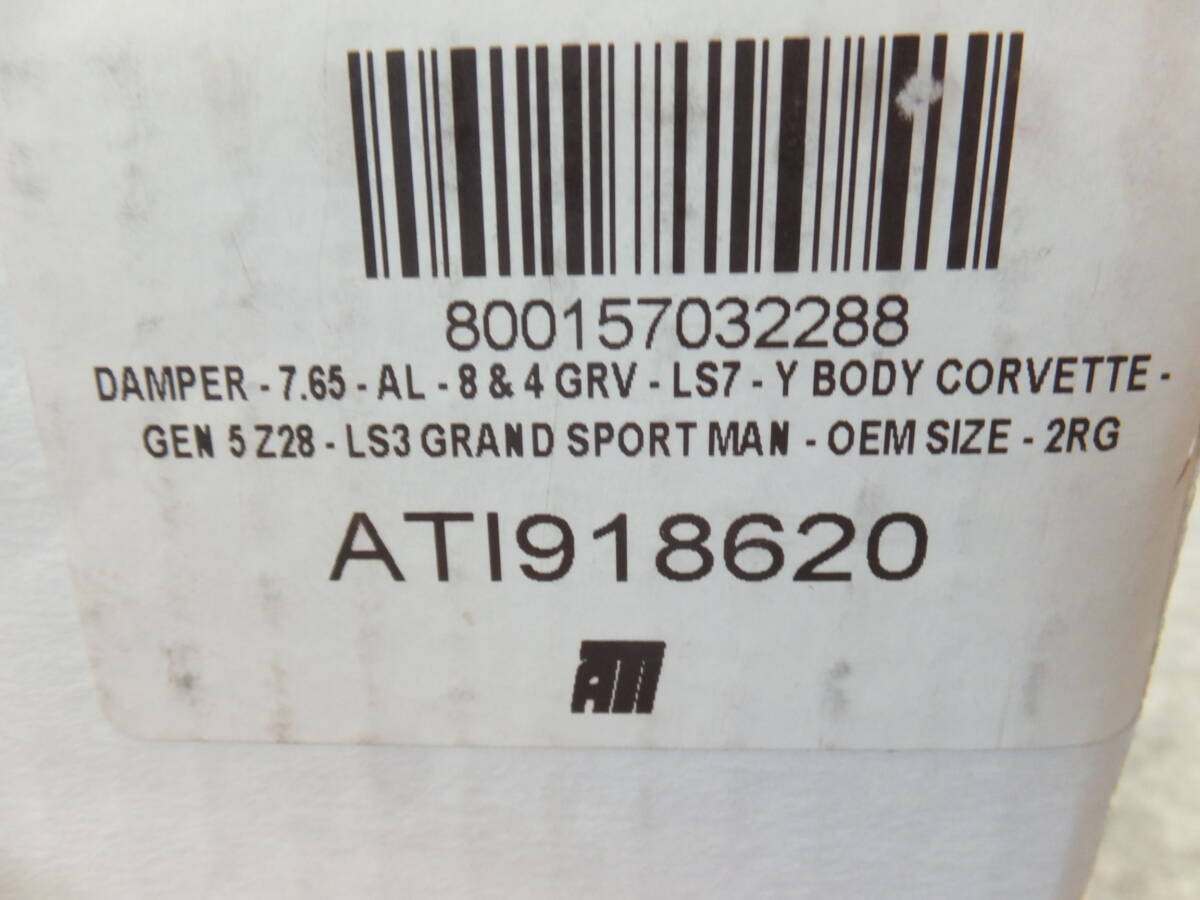 800157032288
DAMPER - 7.65 - AL - 8 & 4 GRV - LS7 - Y BODY CORVETTE -
GEN 5 Z28 - LS3 GRAND SPORT MAN - OEM SIZE - 2RG
ATI918620
ATI